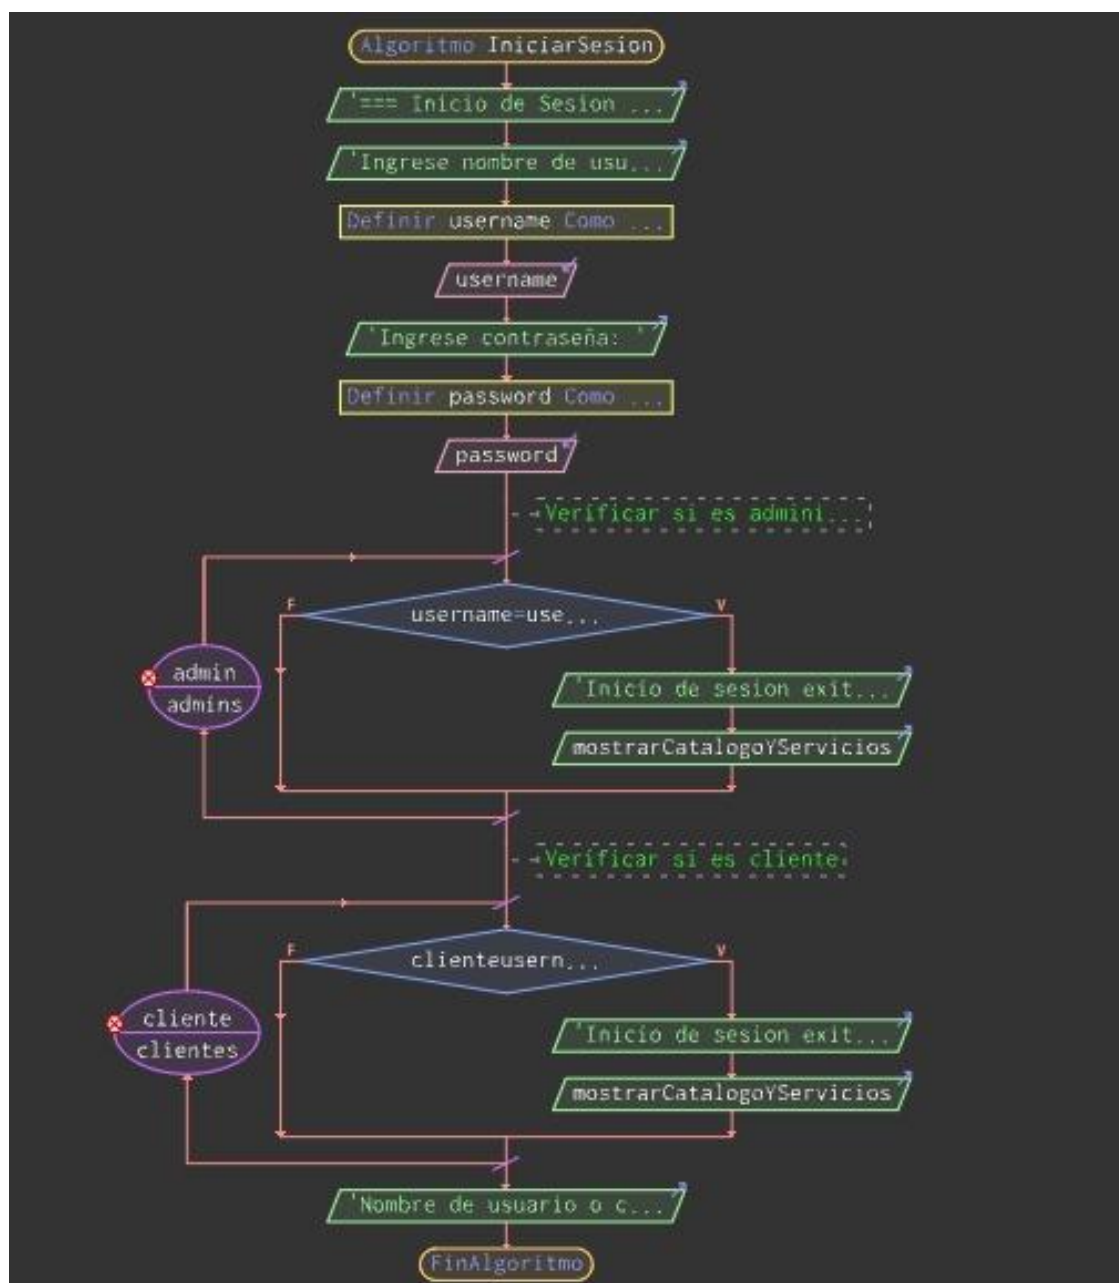 Algoritmo IniciarSesion
'=== Inicio de Sesion ...
'Ingrese nombre de usu...
Definir username Como ...
username
'Ingrese contraseña: '
Definir password Como ...
password
Verificar si es admini...
F
username=use...
V
admin
admins
'Inicio de sesion exit...
mostrarCatalogoYServicios
Verificar si es cliente
F
clienteusern...
V
cliente
clientes
'Inicio de sesion exit...
mostrarCatalogoYServicios
'Nombre de usuario o c...
FinAlgoritmo